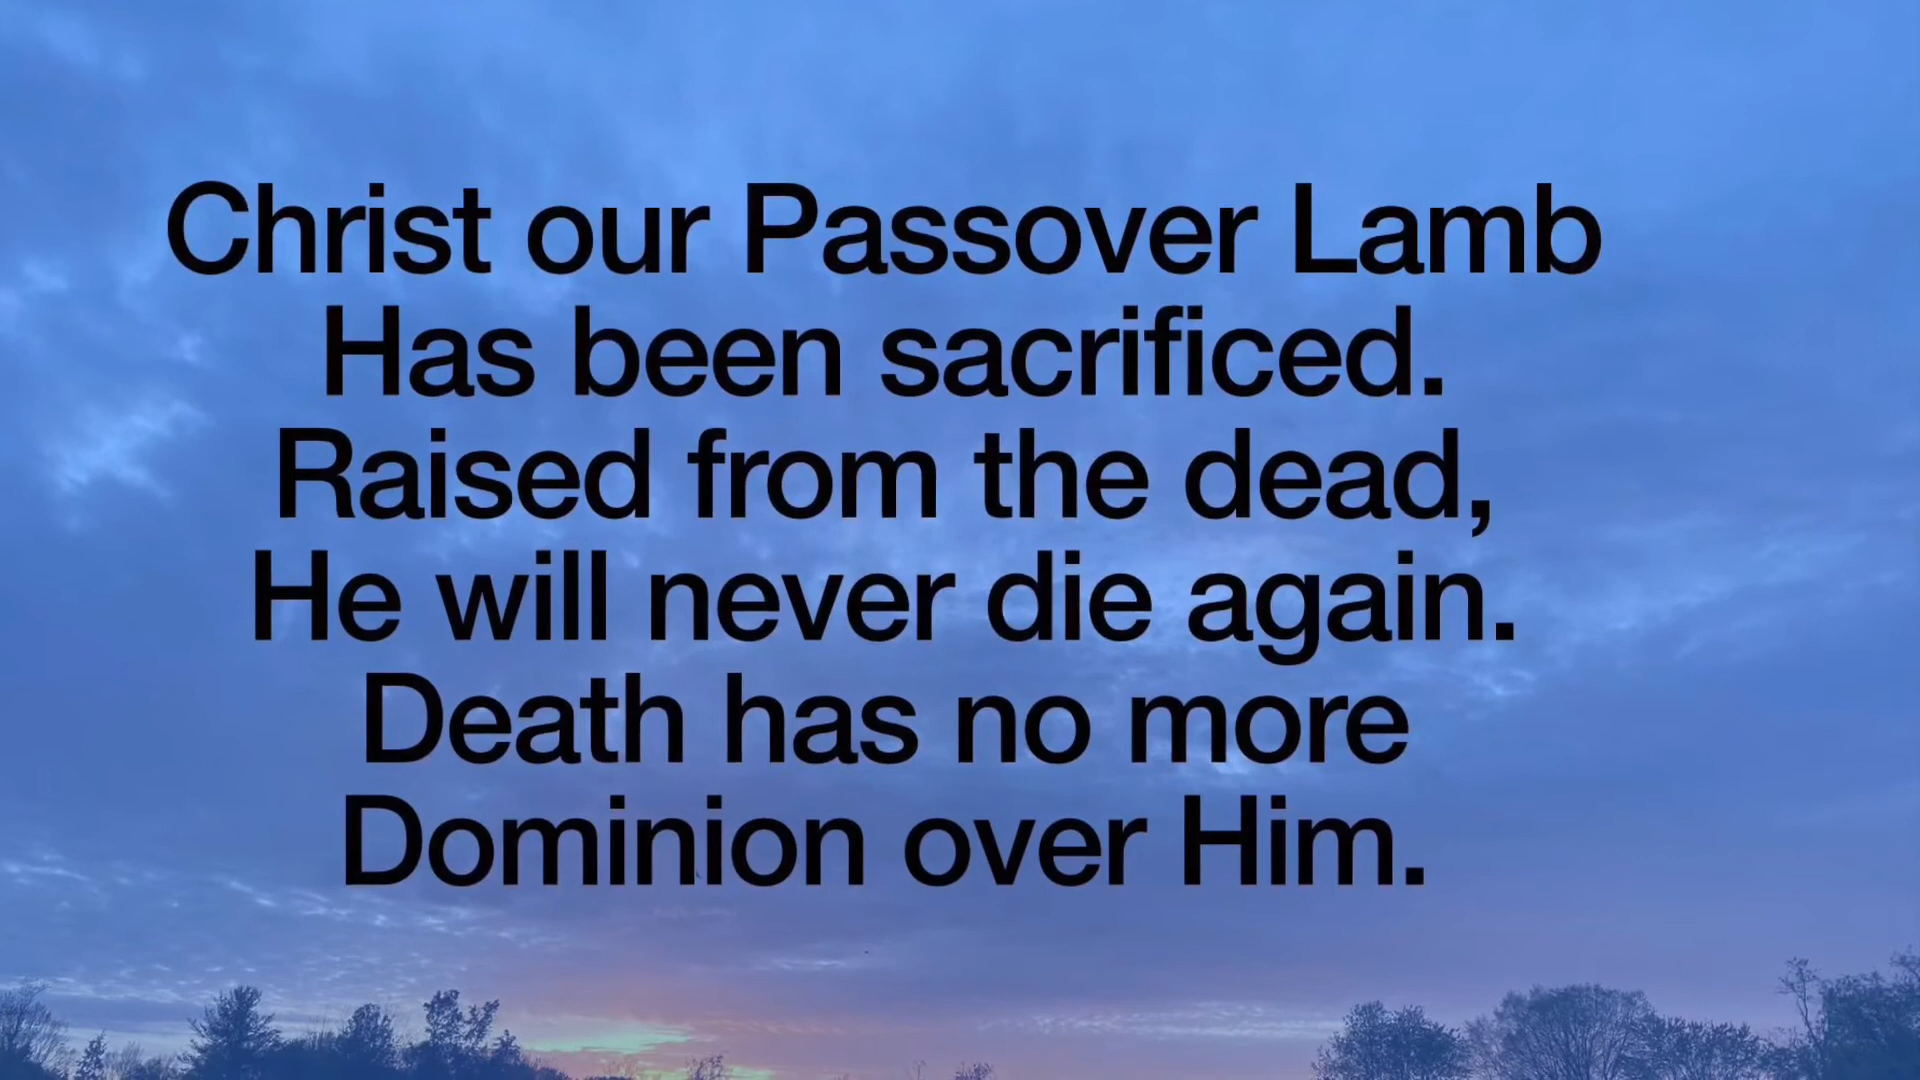 Christ our Passover Lamb
Has been sacrificed.
Raised from the dead,
He will never die again.
Death has no more
Dominion over Him.